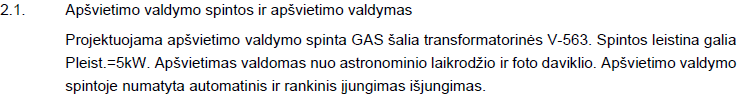 2.1. Apšvietimo valdymo spintos ir apšvietimo valdymas
Projektuojama apšvietimo valdymo spinta GAS šalia transformatorinės V-563. Spintos leistina galia
Pleist.=5kW. Apšvietimas valdomas nuo astronominio laikrodžio ir foto daviklio. Apšvietimo valdymo
spintoje numatyta automatinis ir rankinis įjungimas išjungimas.